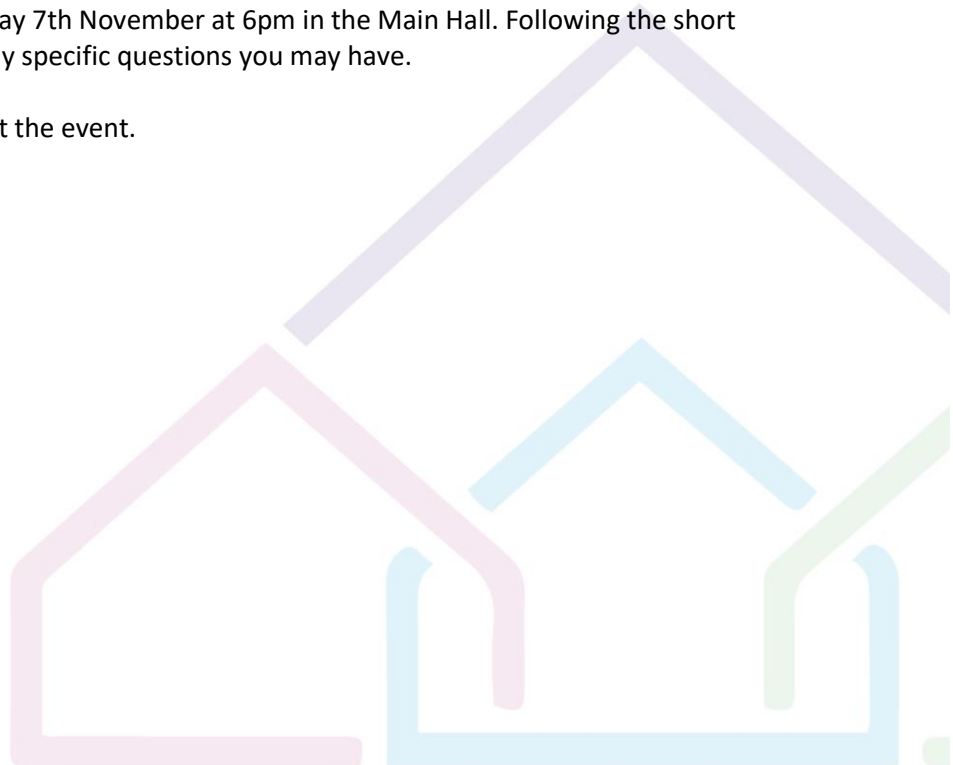 ay 7th November at 6pm in the Main Hall. Following the short
y specific questions you may have.
t the event.